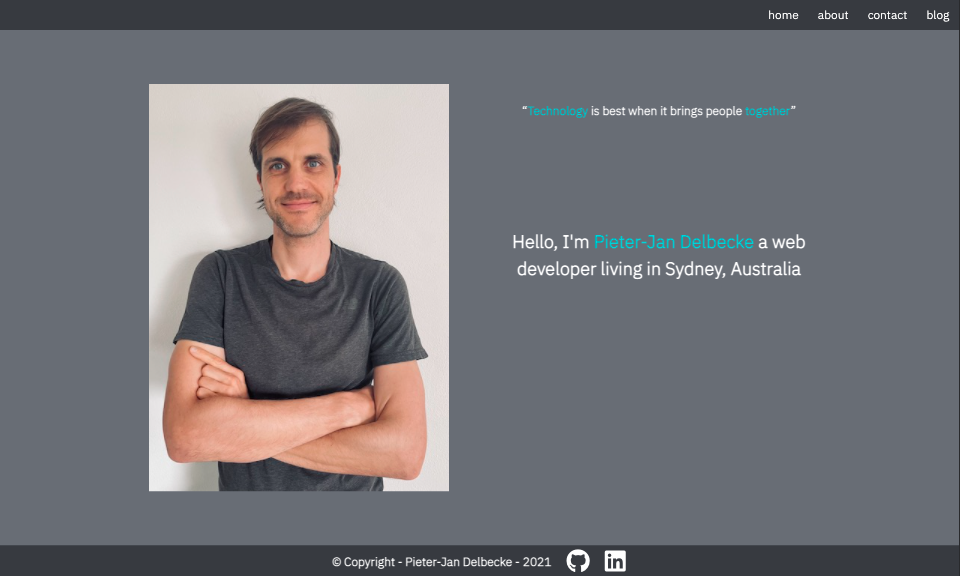 home about contact blog
“Technology is best when it brings people together”
Hello, I'm Pieter-Jan Delbecke a web
developer living in Sydney, Australia
© Copyright - Pieter-Jan Delbecke - 2021 in